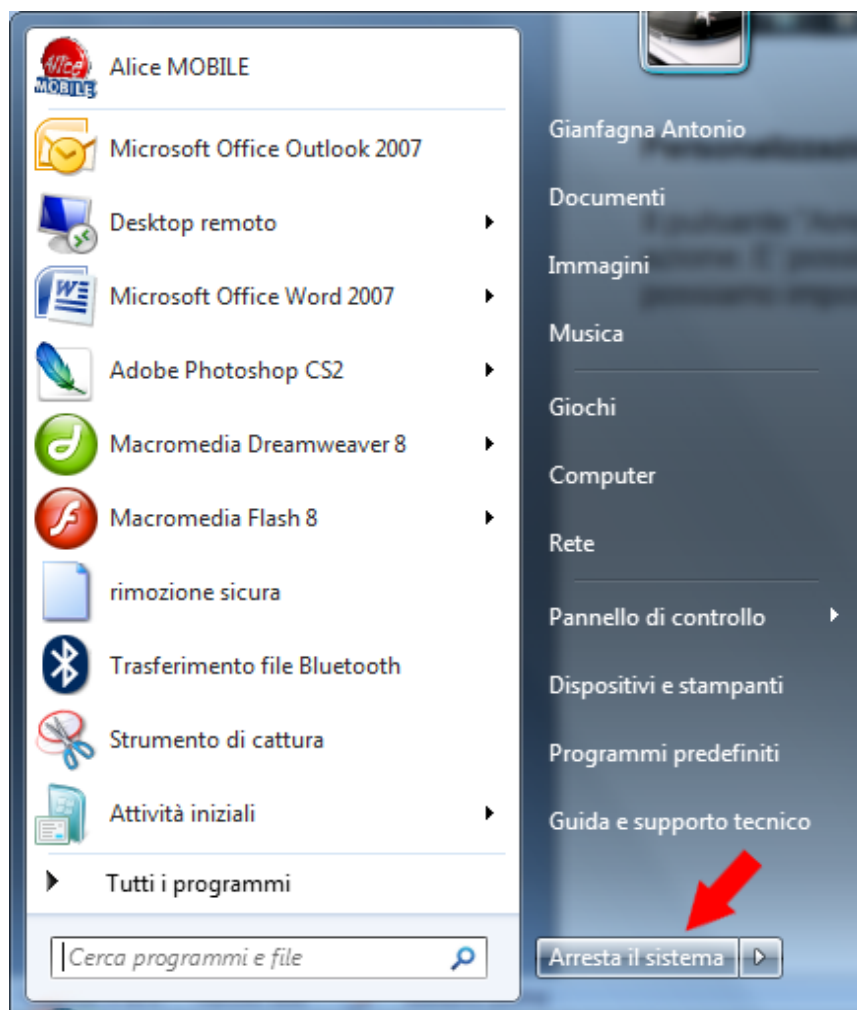 Alice
MOBILE
Alice MOBILE
Microsoft Office Outlook 2007
Desktop remoto
Microsoft Office Word 2007
Adobe Photoshop CS2
Macromedia Dreamweaver 8
Macromedia Flash 8
rimozione sicura
Trasferimento file Bluetooth
Strumento di cattura
Attività iniziali
Tutti i programmi
Cerca programmi e file
Gianfagna Antonio
Documenti
Immagini
Musica
Giochi
Computer
Rete
Pannello di controllo
Dispositivi e stampanti
Programmi predefiniti
Guida e supporto tecnico
Arresta il sistema